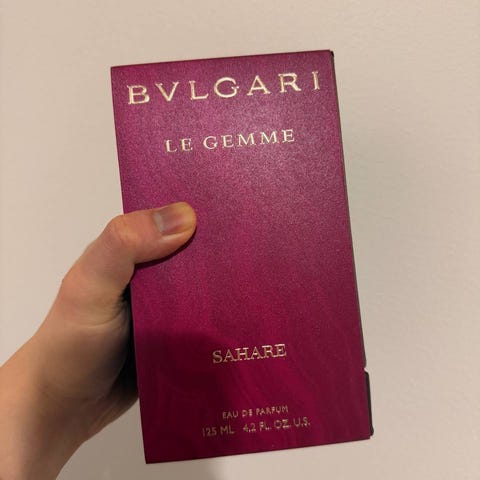 BVLGARI
LE GEMME
SAHARE
EAU DE PARFUM
125 ML 4.2 FL. OZ. U.S.